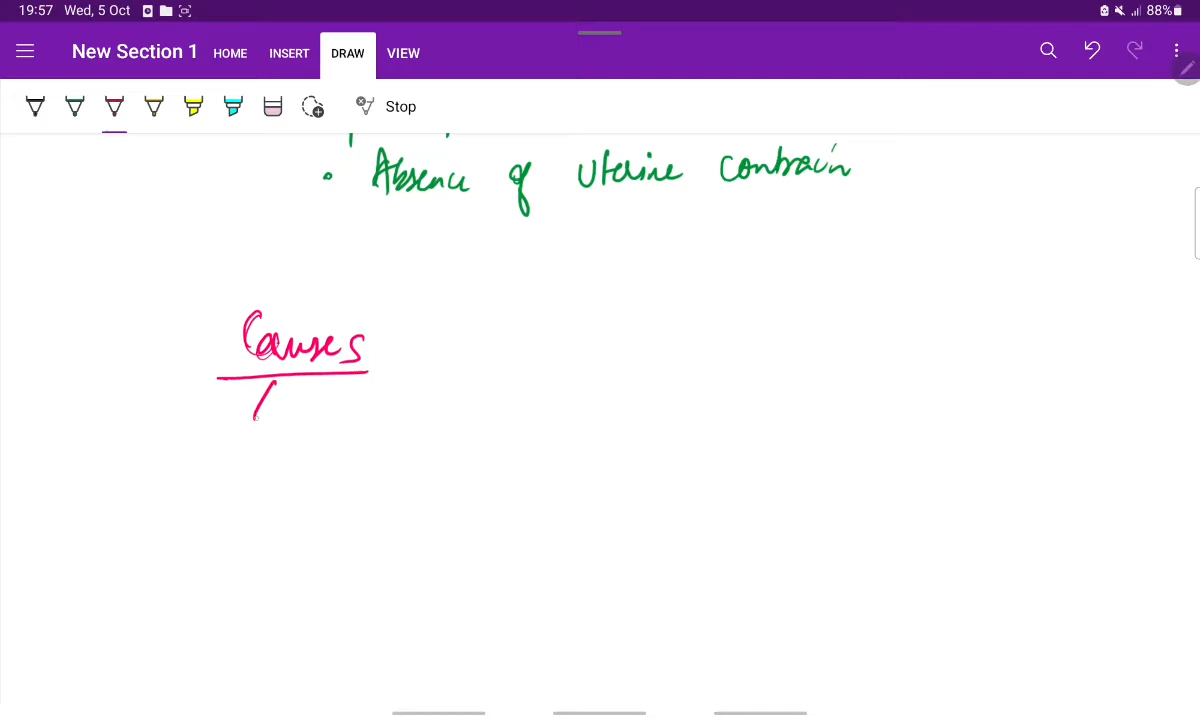 19:57 Wed, 5 Oct 88%
New Section 1 HOME INSERT DRAW VIEW
Stop
• Absence of uterine contracin
Causes